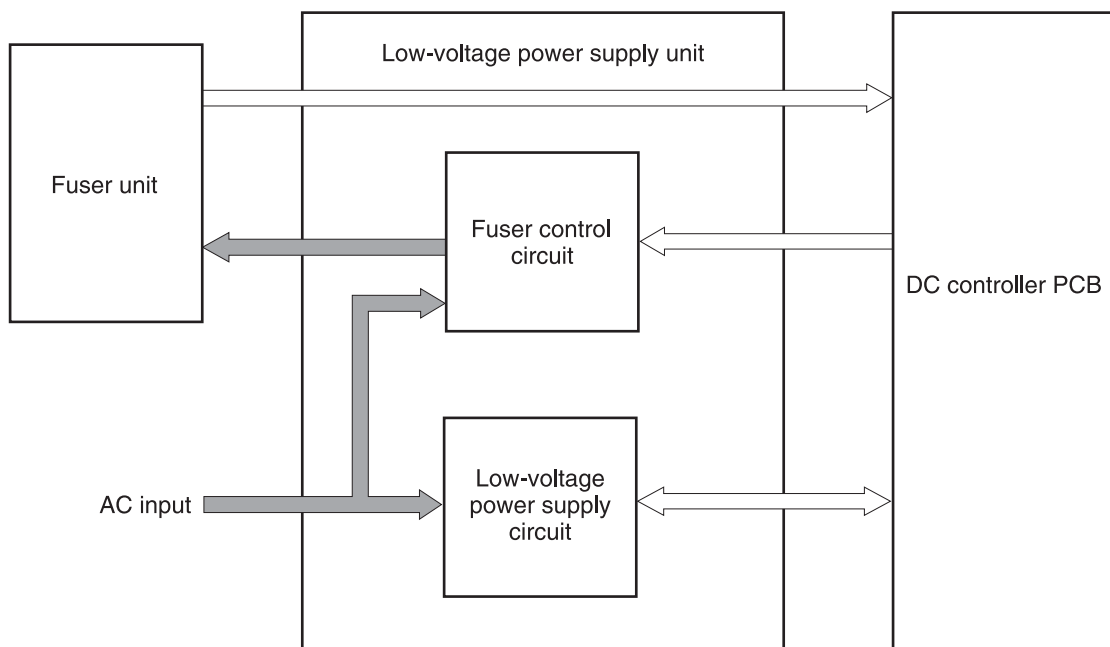 Low-voltage power supply unit
Fuser unit
Fuser control
circuit
DC controller PCB
Low-voltage
power supply
circuit
AC input